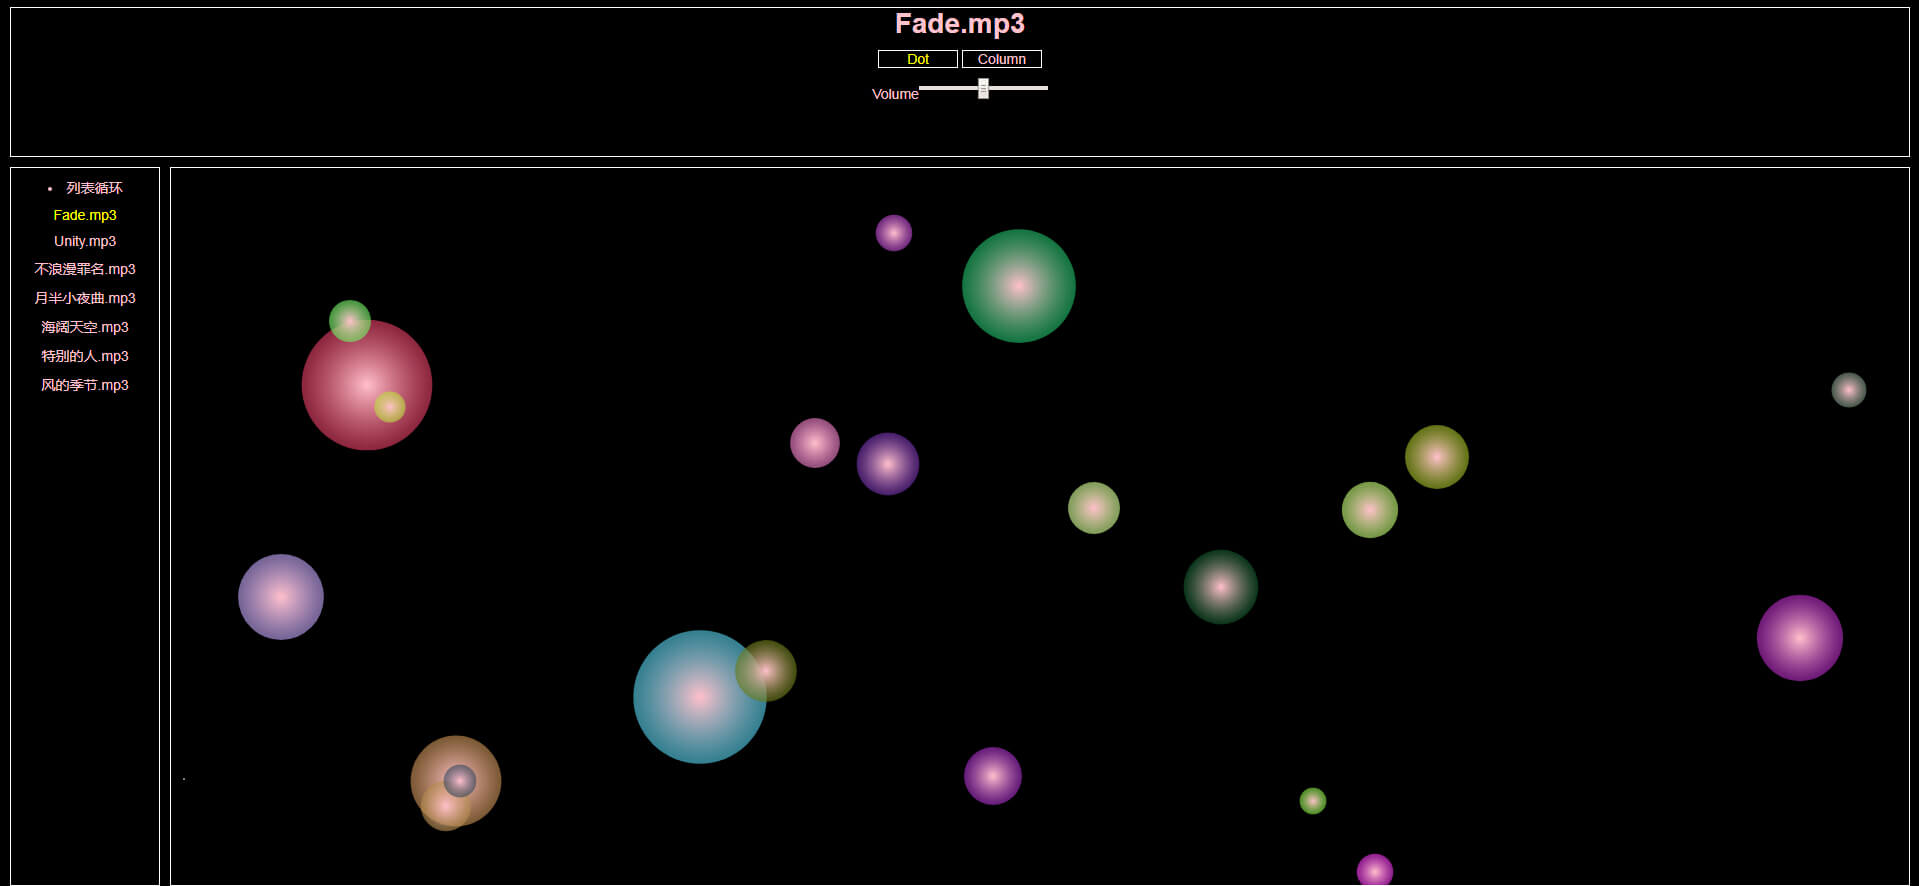 Fade.mp3
Dot Column
Volume
列表循环
Fade.mp3
Unity.mp3
不浪漫罪名.mp3
月半小夜曲.mp3
海阔天空.mp3
特别的人.mp3
风的季节.mp3